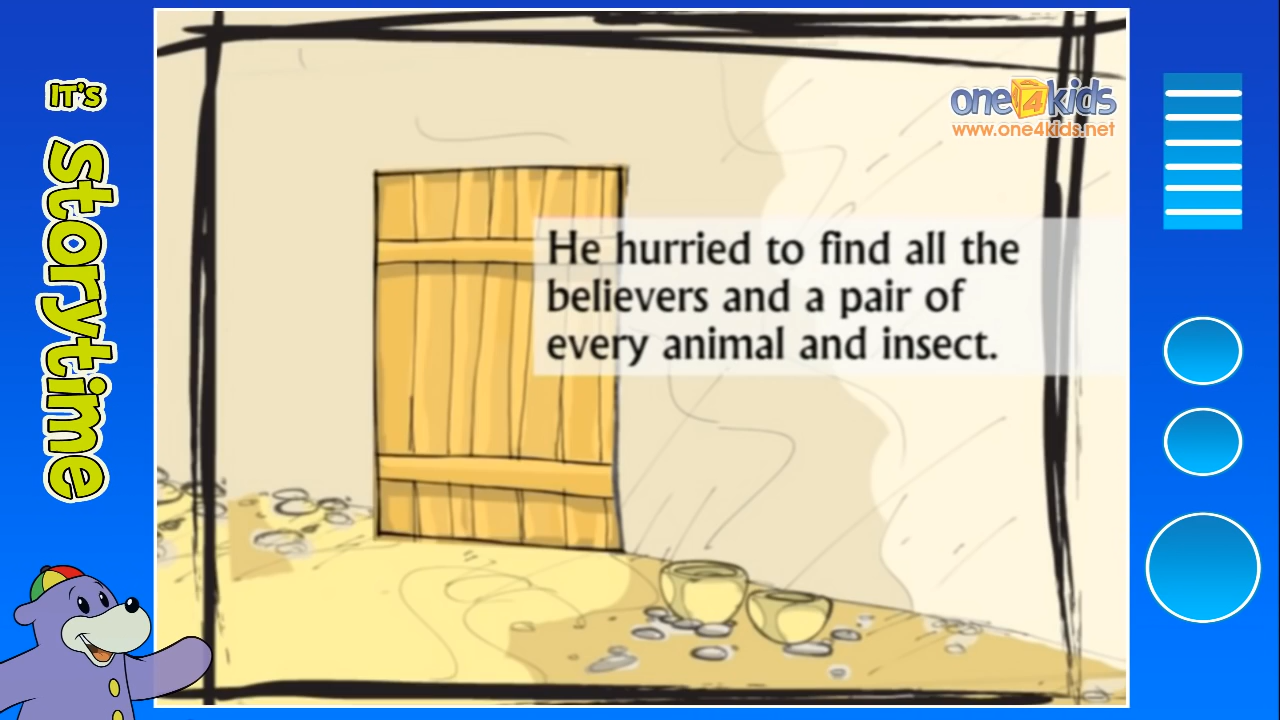 IT's
Storytime
one4kids
www.one4kids.net
He hurried to find all the
believers and a pair of
every animal and insect.